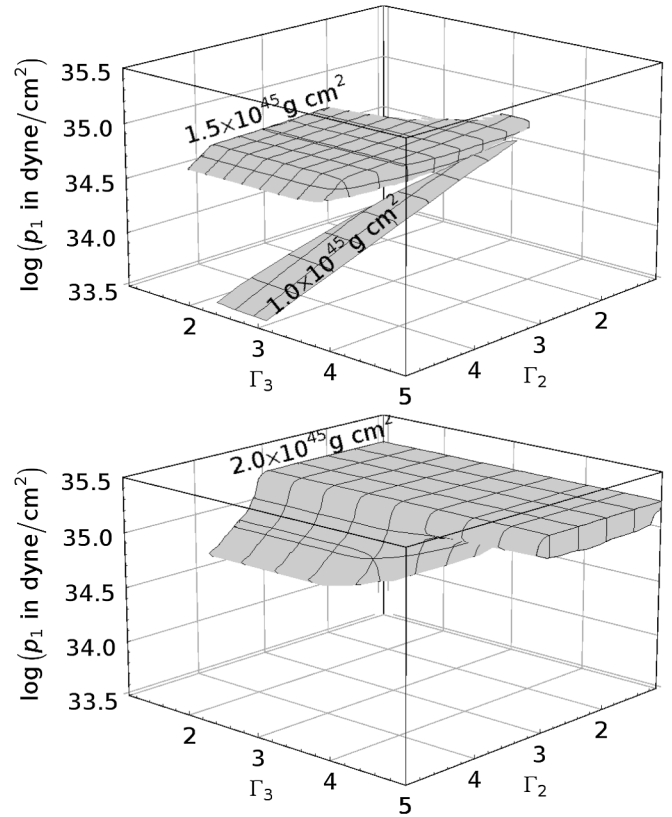 35.5
35.0
34.5
34.0
33.5
log (p₁ in dyne/cm²)
1.5×10⁴⁵ g cm²
1.0×10⁴⁵ g cm²
2
3
4
5
Γ₃
4
3
2
Γ₂
35.5
35.0
34.5
34.0
33.5
log (p₁ in dyne/cm²)
2.0×10⁴⁵ g cm²
2
3
4
5
Γ₃
4
3
2
Γ₂